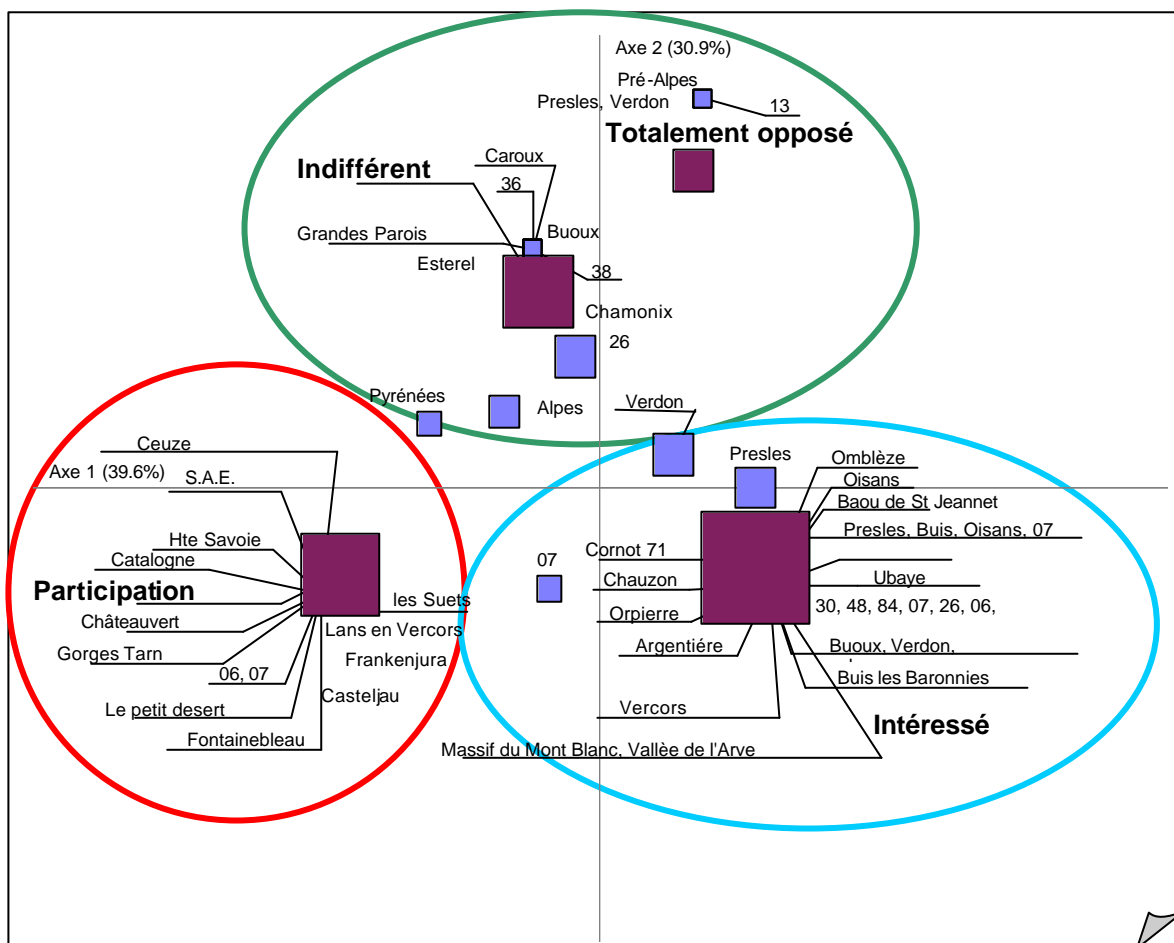 Axe 2 (30.9%)
Pré-Alpes
Presles, Verdon
13
Totalement opposé
Indifférent
Caroux
36
Buoux
Grandes Parois
Esterel
38
Chamonix
26
Pyrénées
Alpes
Verdon
Ceuze
Axe 1 (39.6%)
S.A.E.
Hte Savoie
Catalogne
Participation
Châteauvert
Gorges Tarn
06, 07
Le petit desert
Fontainebleau
les Suets
Lans en Vercors
Frankenjura
Casteljau
07
Presles
Omblèze
Oisans
Baou de St Jeannet
Presles, Buis, Oisans, 07
Cornot 71
Chauzon
Ubaye
30, 48, 84, 07, 26, 06,
Orpierre
Argentiére
Buoux, Verdon,
Buis les Baronnies
Vercors
Intéressé
Massif du Mont Blanc, Vallèe de l'Arve